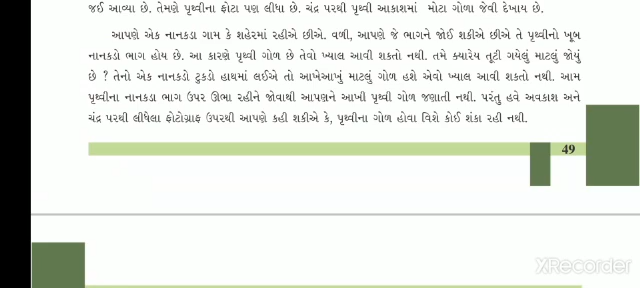 જઈ આવ્યા છે. તેમણે પૃથ્વીના ફોટા પણ લીધા છે. ચંદ્ર પરથી પૃથ્વી આકાશમાં મોટા ગોળા જેવી દેખાય છે.
આપણે એક નાનકડા ગામ કે શહેરમાં રહીએ છીએ. વળી, આપણે જે ભાગને જોઈ શકીએ છીએ તે પૃથ્વીનો ખૂબ
નાનકડો ભાગ હોય છે. આ કારણે પૃથ્વી ગોળ છે તેવો ખ્યાલ આવી શકતો નથી. તમે ક્યારેય તૂટી ગયેલું માટલું જોયું
છે ? તેનો એક નાનકડો ટુકડો હાથમાં લઈએ તો આખેઆખું માટલું ગોળ હશે એવો ખ્યાલ આવી શકતો નથી. આમ
પૃથ્વીના નાનકડા ભાગ ઉપર ઊભા રહીને જોવાથી આપણને આખી પૃથ્વી ગોળ જણાતી નથી. પરંતુ હવે અવકાશ અને
ચંદ્ર પરથી લીધેલા ફોટોગ્રાફ ઉપરથી આપણે કહી શકીએ કે, પૃથ્વીના ગોળ હોવા વિશે કોઈ શંકા રહી નથી.
49
XRecorder